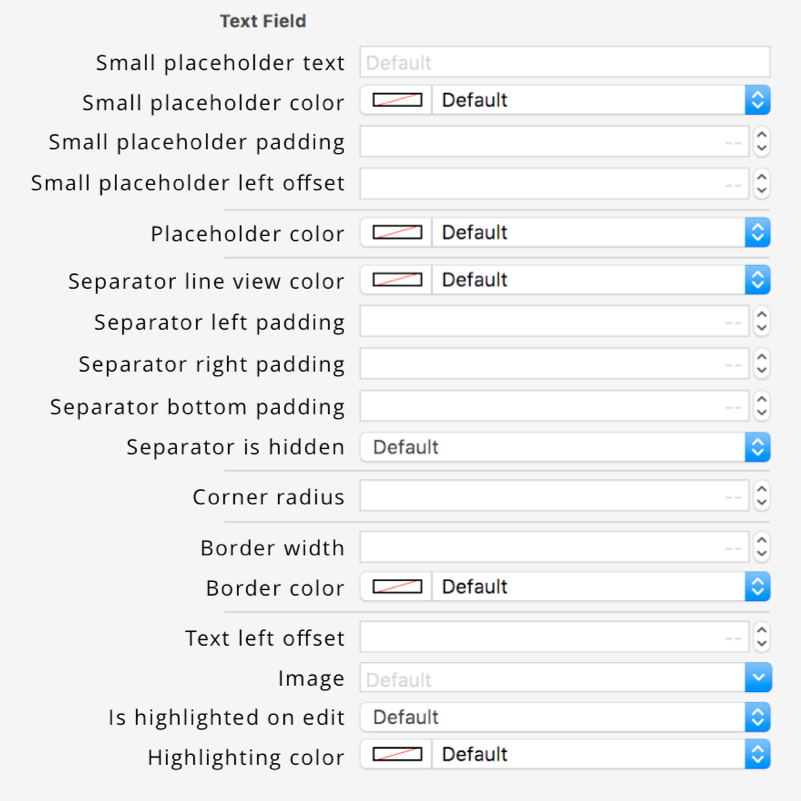 Text Field
Small placeholder text Default
Small placeholder color Default
Small placeholder padding --
Small placeholder left offset --
Placeholder color Default
Separator line view color Default
Separator left padding --
Separator right padding --
Separator bottom padding --
Separator is hidden Default
Corner radius --
Border width --
Border color Default
Text left offset --
Image Default
Is highlighted on edit Default
Highlighting color Default